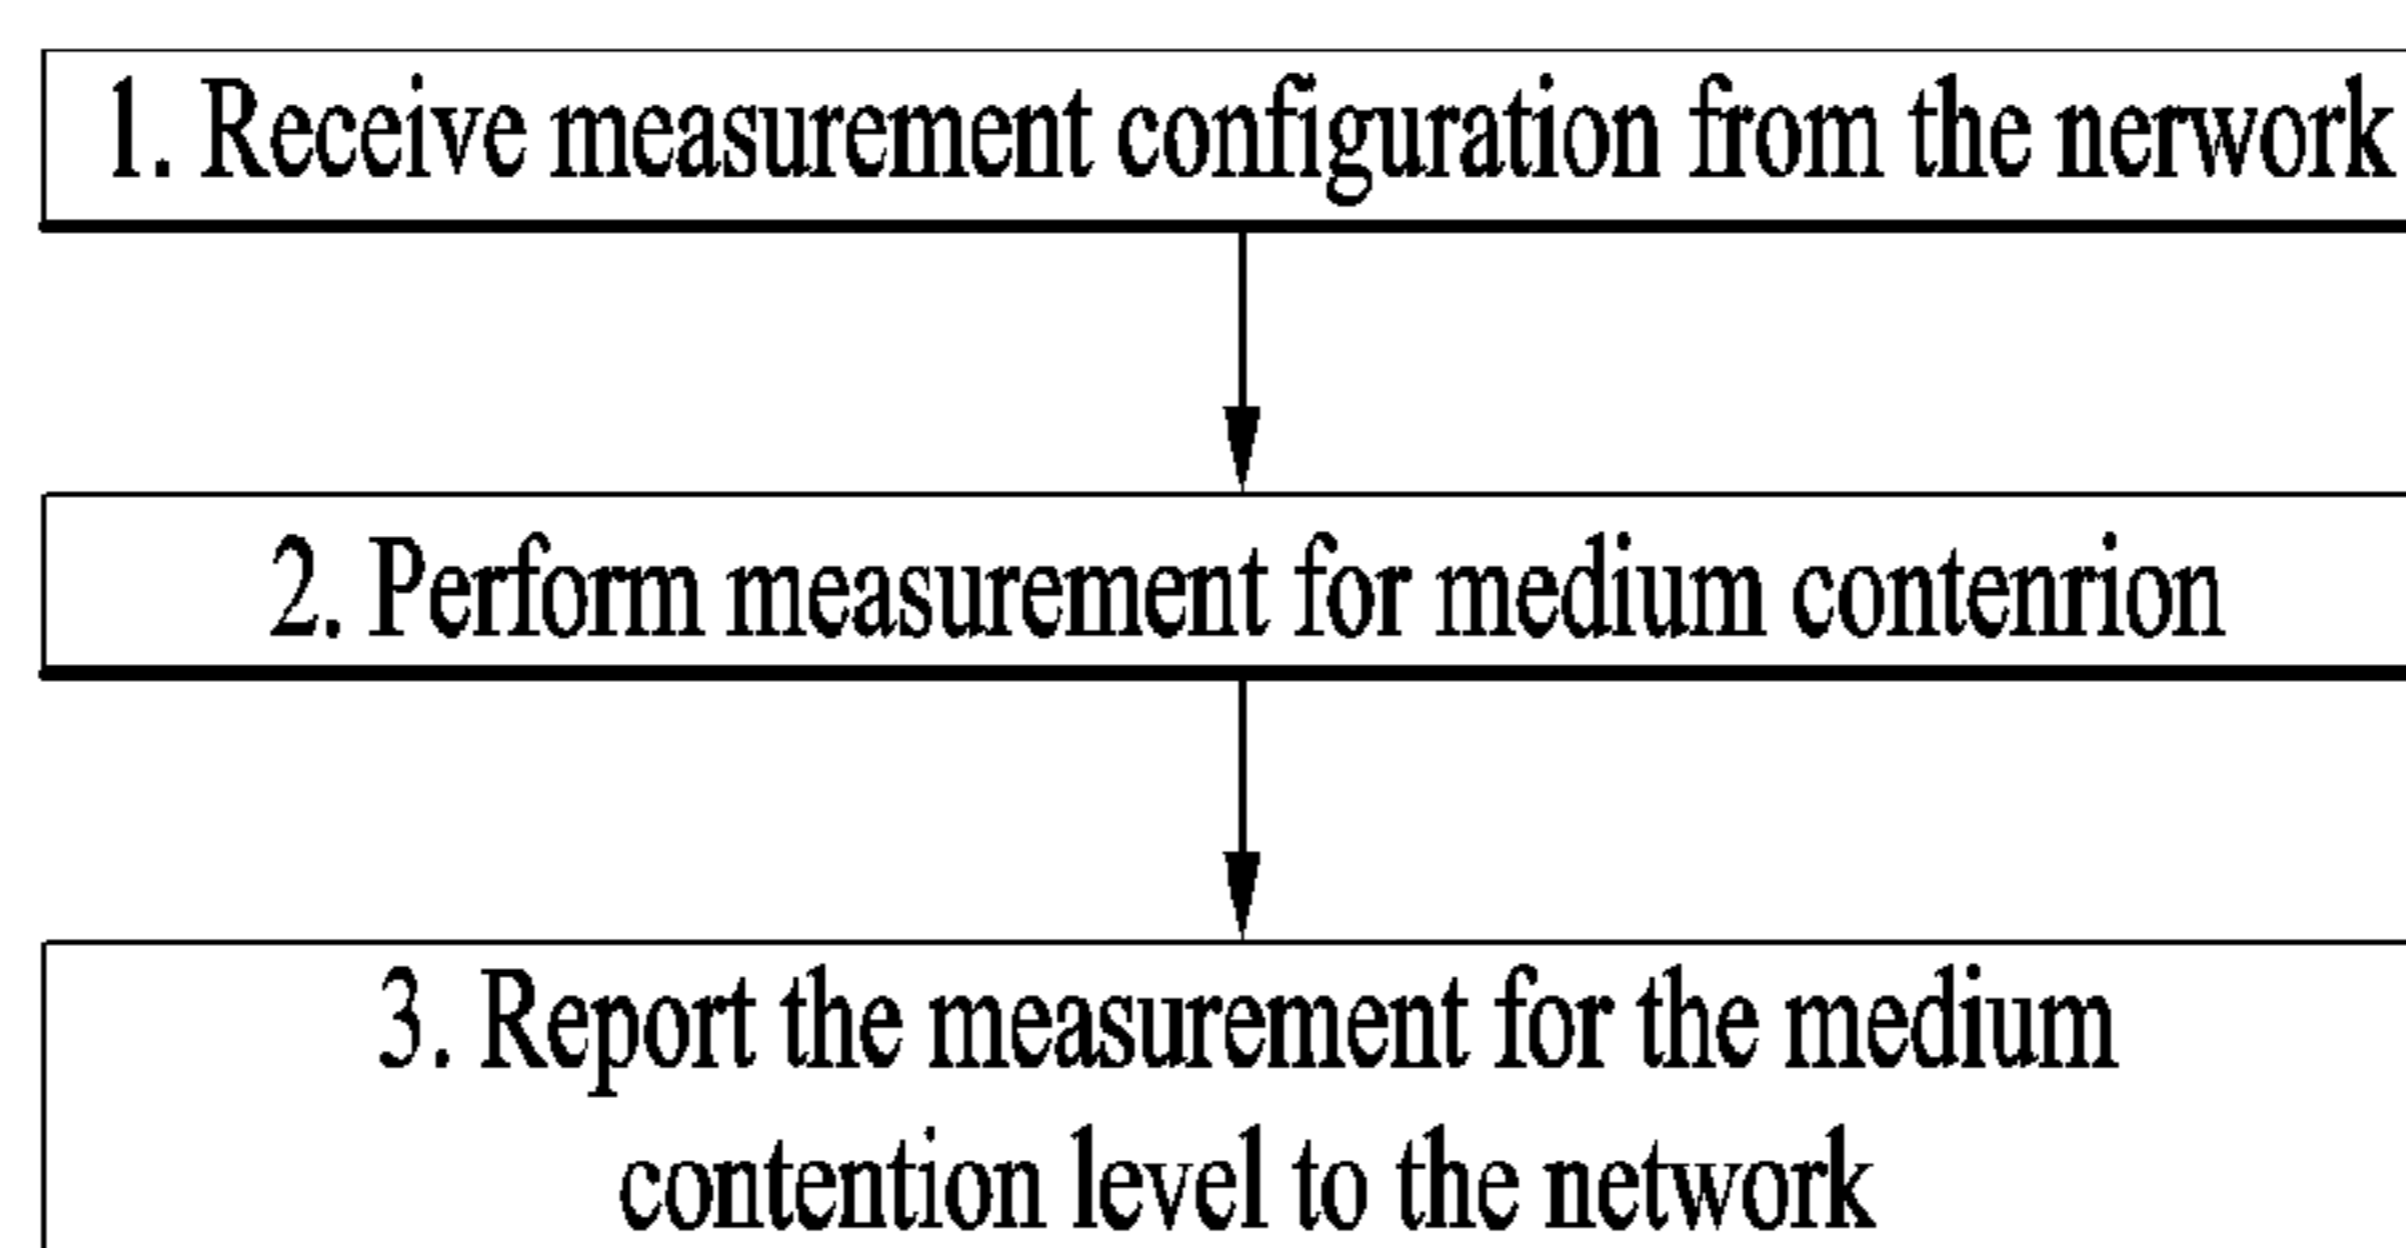 1. Receive measurement configuration from the nerwork
2. Perform measurement for medium contenrion
3. Report the measurement for the medium
contention level to the network